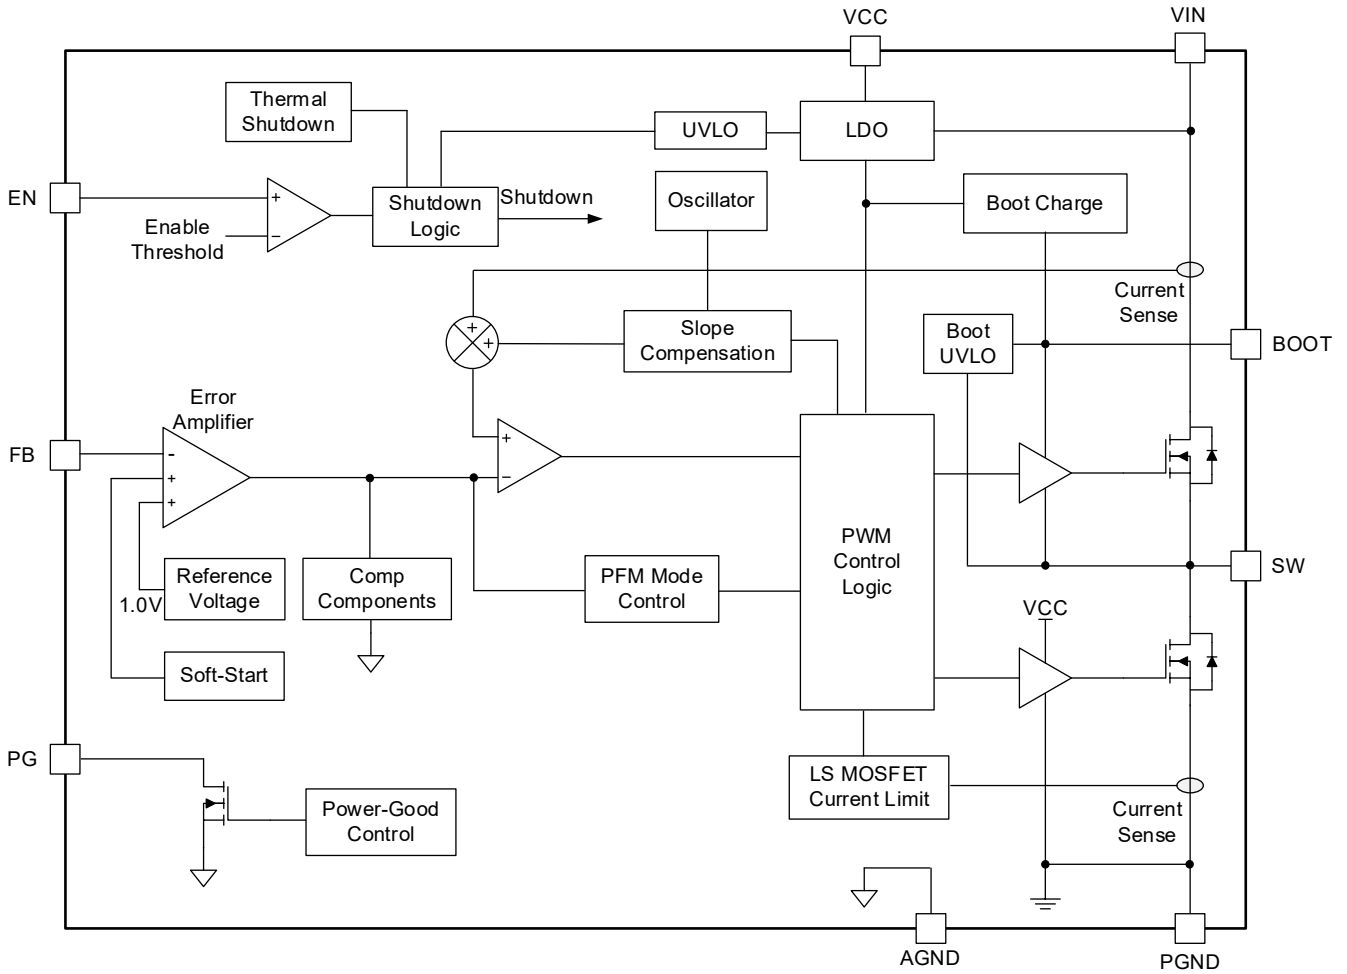 VCC
VIN
Thermal
Shutdown
UVLO
LDO
EN
+
−
Enable
Threshold
Shutdown
Logic
Shutdown
Oscillator
Boot Charge
Current
Sense
+
+
Slope
Compensation
Boot
UVLO
BOOT
Error
Amplifier
FB
-
+
+
+
−
PWM
Control
Logic
Reference
Voltage
1.0V
Comp
Components
PFM Mode
Control
SW
VCC
Soft-Start
PG
Power-Good
Control
LS MOSFET
Current Limit
Current
Sense
AGND
PGND